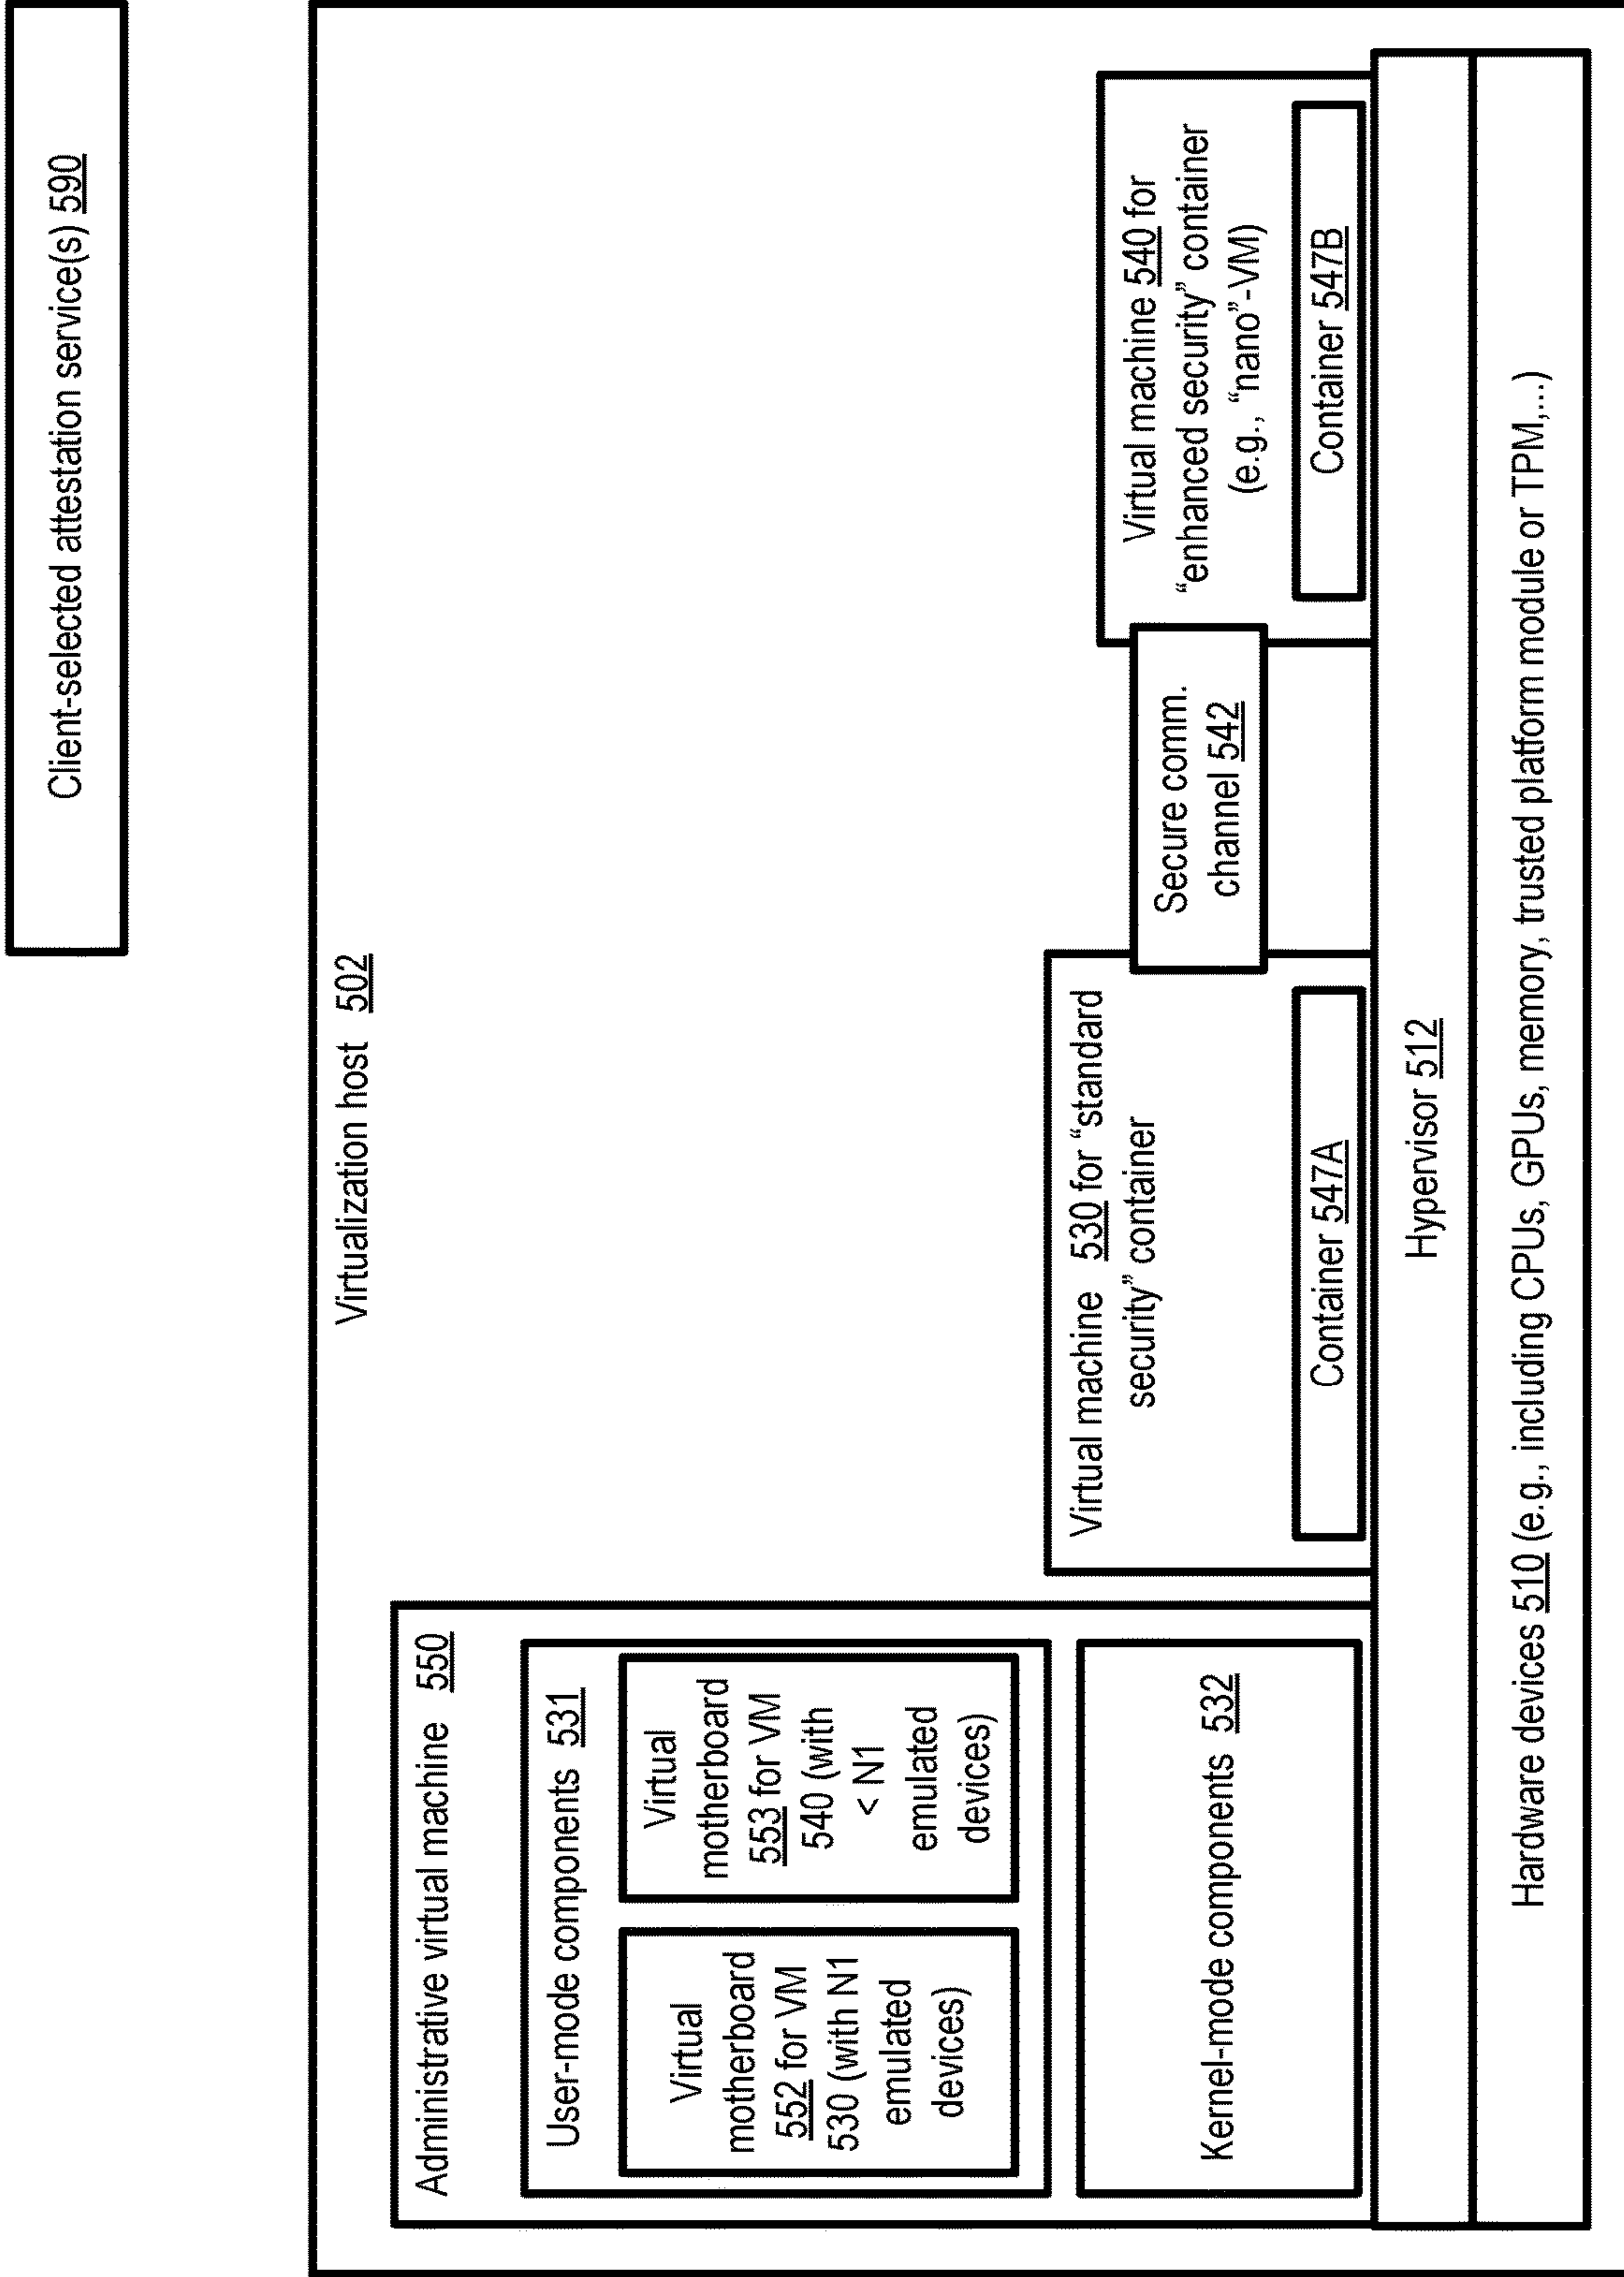 Client-selected attestation service(s) 590
Virtualization host 502
Administrative virtual machine 550
User-mode components 531
Virtual
motherboard
552 for VM
530 (with N1
emulated
devices)
Virtual
motherboard
553 for VM
540 (with
< N1
emulated
devices)
Kernel-mode components 532
Virtual machine 530 for “standard
security” container
Container 547A
Secure comm.
channel 542
Virtual machine 540 for
“enhanced security” container
(e.g., “nano”-VM)
Container 547B
Hypervisor 512
Hardware devices 510 (e.g., including CPUs, GPUs, memory, trusted platform module or TPM,...)